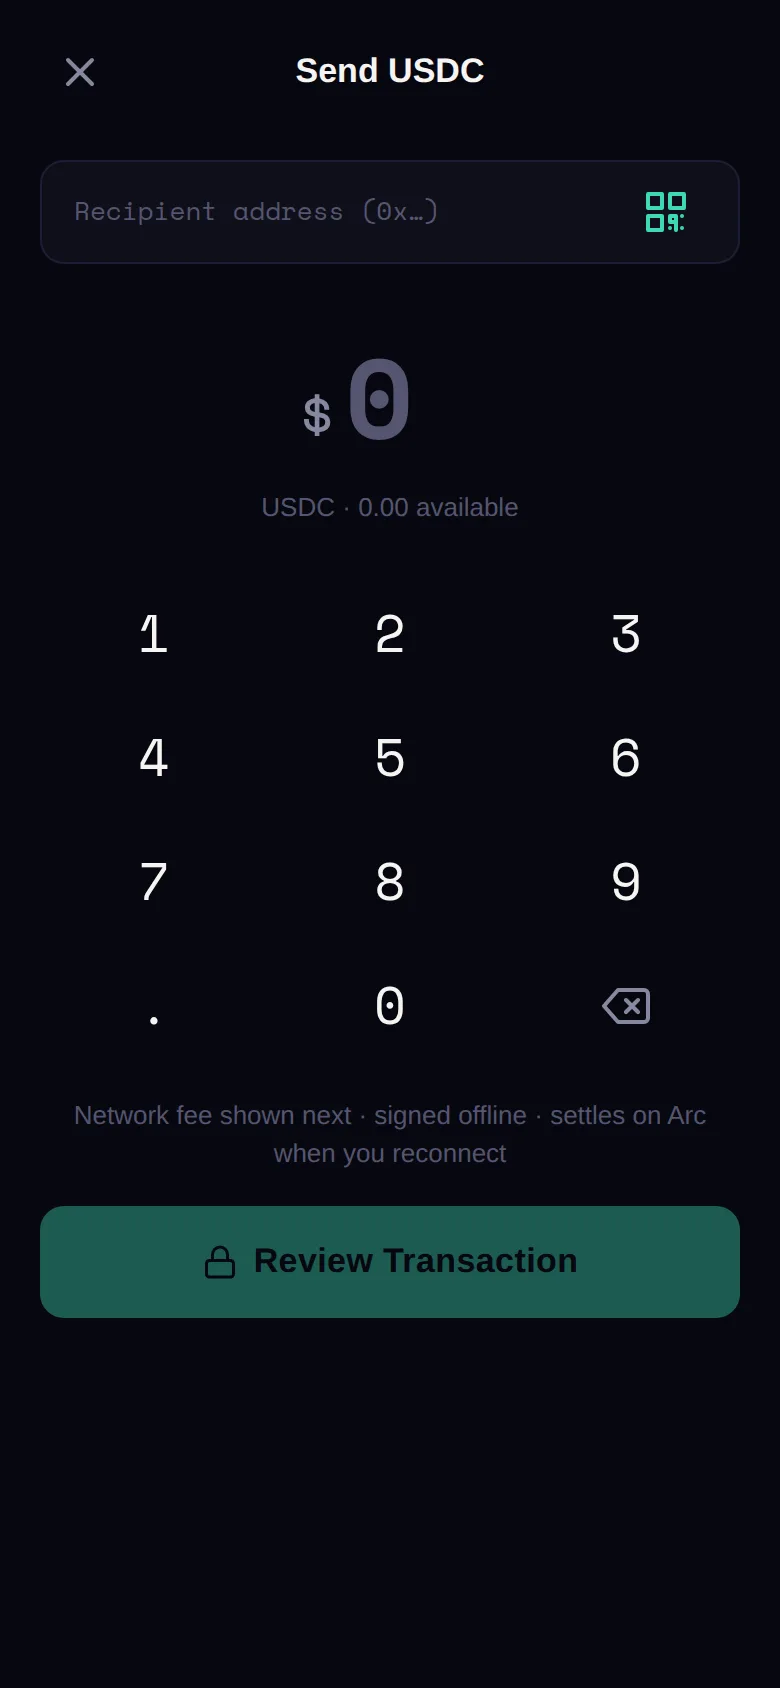 Send USDC
Recipient address (0x…)
$0
USDC · 0.00 available
1 2 3
4 5 6
7 8 9
. 0
Network fee shown next · signed offline · settles on Arc
when you reconnect
Review Transaction